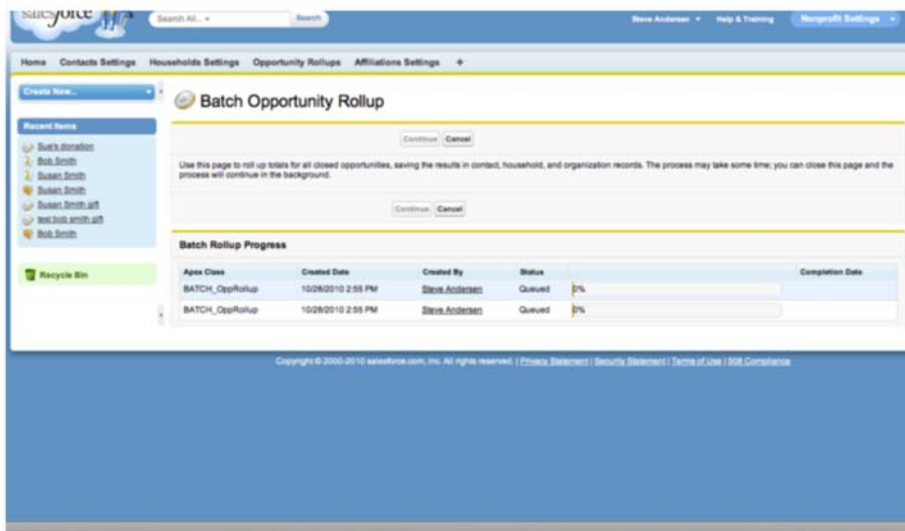 salesforce
Search All... Search Steve Andersen Help & Training Nonprofit Settings
Home Contacts Settings Households Settings Opportunity Rollups Affiliations Settings +
Create New...
Batch Opportunity Rollup
Recent Items
Sue's donation
Bob Smith
Susan Smith
Susan Smith
Susan Smith gift
test bob smith gift
Bob Smith
Recycle Bin
Continue Cancel
Use this page to roll up totals for all closed opportunities, saving the results in contact, household, and organization records. The process may take some time; you can close this page and the
process will continue in the background.
Continue Cancel
Batch Rollup Progress
Apex Class Created Date Created By Status Completion Date
BATCH_OppRollup 10/28/2010 2:55 PM Steve Andersen Queued 0%
BATCH_OppRollup 10/28/2010 2:55 PM Steve Andersen Queued 0%
Copyright © 2000-2010 salesforce.com, inc. All rights reserved. | Privacy Statement | Security Statement | Terms of Use | 508 Compliance